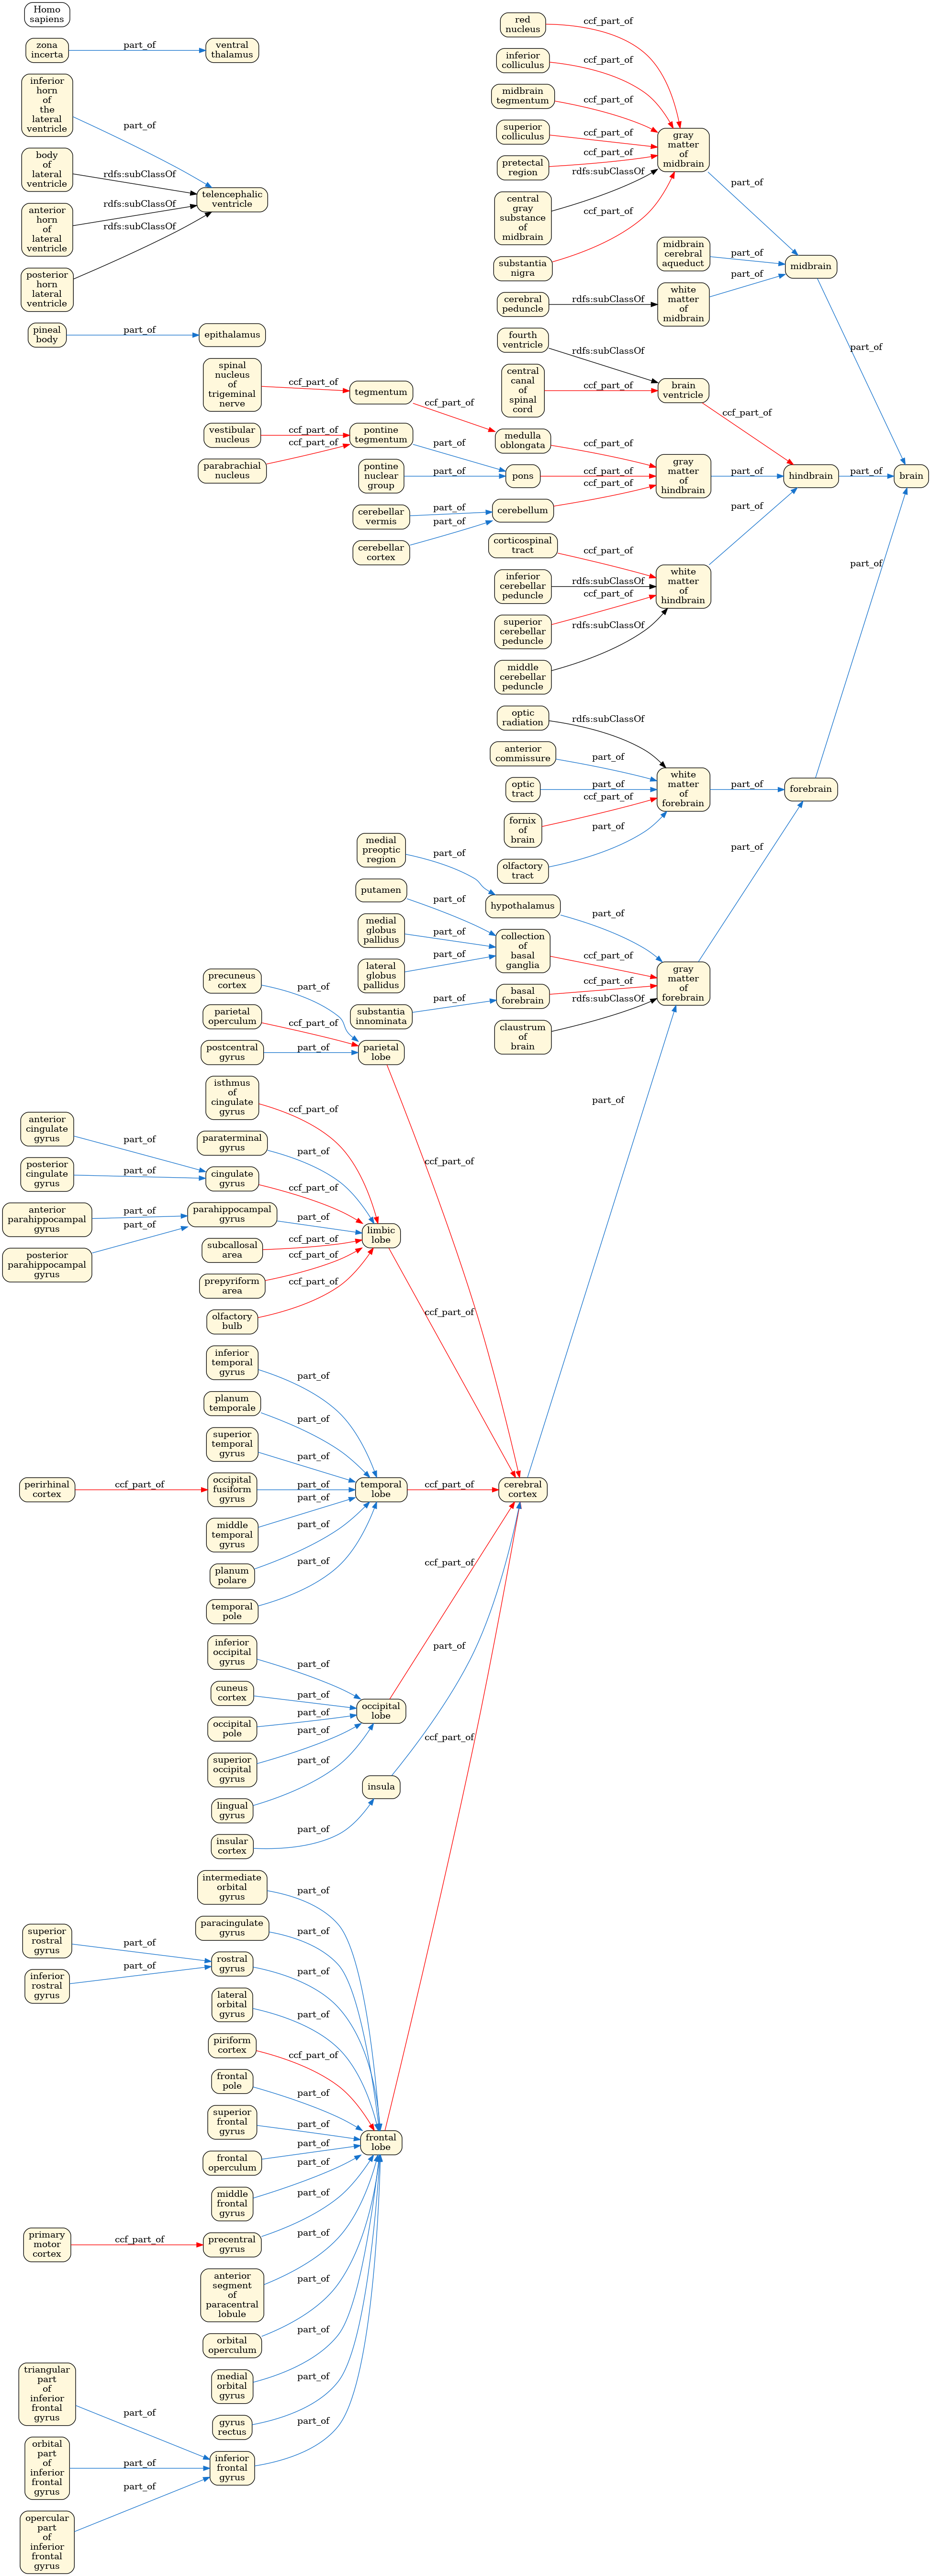 Homo
sapiens
zona
incerta
part_of
ventral
thalamus
inferior
horn
of
the
lateral
ventricle
part_of
body
of
lateral
ventricle
rdfs:subClassOf
anterior
horn
of
lateral
ventricle
rdfs:subClassOf
posterior
horn
lateral
ventricle
rdfs:subClassOf
telencephalic
ventricle
pineal
body
part_of
epithalamus
red
nucleus
ccf_part_of
inferior
colliculus
ccf_part_of
midbrain
tegmentum
ccf_part_of
superior
colliculus
ccf_part_of
pretectal
region
ccf_part_of
central
gray
substance
of
midbrain
rdfs:subClassOf
substantia
nigra
ccf_part_of
gray
matter
of
midbrain
part_of
midbrain
cerebral
aqueduct
part_of
cerebral
peduncle
rdfs:subClassOf
white
matter
of
midbrain
part_of
midbrain
part_of
fourth
ventricle
rdfs:subClassOf
central
canal
of
spinal
cord
ccf_part_of
brain
ventricle
ccf_part_of
spinal
nucleus
of
trigeminal
nerve
ccf_part_of
tegmentum
ccf_part_of
vestibular
nucleus
ccf_part_of
parabrachial
nucleus
ccf_part_of
pontine
tegmentum
part_of
pontine
nuclear
group
part_of
cerebellar
vermis
part_of
cerebellar
cortex
part_of
medulla
oblongata
ccf_part_of
pons
ccf_part_of
cerebellum
ccf_part_of
gray
matter
of
hindbrain
part_of
hindbrain
part_of
brain
corticospinal
tract
ccf_part_of
inferior
cerebellar
peduncle
rdfs:subClassOf
superior
cerebellar
peduncle
ccf_part_of
middle
cerebellar
peduncle
rdfs:subClassOf
white
matter
of
hindbrain
part_of
optic
radiation
rdfs:subClassOf
anterior
commissure
part_of
optic
tract
part_of
fornix
of
brain
ccf_part_of
olfactory
tract
part_of
white
matter
of
forebrain
part_of
forebrain
part_of
medial
preoptic
region
part_of
hypothalamus
part_of
putamen
part_of
medial
globus
pallidus
part_of
lateral
globus
pallidus
part_of
collection
of
basal
ganglia
ccf_part_of
substantia
innominata
part_of
basal
forebrain
ccf_part_of
claustrum
of
brain
rdfs:subClassOf
gray
matter
of
forebrain
part_of
precuneus
cortex
part_of
parietal
operculum
ccf_part_of
postcentral
gyrus
part_of
parietal
lobe
ccf_part_of
isthmus
of
cingulate
gyrus
ccf_part_of
paraterminal
gyrus
part_of
anterior
cingulate
gyrus
part_of
posterior
cingulate
gyrus
part_of
cingulate
gyrus
ccf_part_of
anterior
parahippocampal
gyrus
part_of
posterior
parahippocampal
gyrus
part_of
parahippocampal
gyrus
part_of
subcallosal
area
ccf_part_of
prepyriform
area
ccf_part_of
olfactory
bulb
ccf_part_of
limbic
lobe
ccf_part_of
inferior
temporal
gyrus
part_of
planum
temporale
part_of
superior
temporal
gyrus
part_of
perirhinal
cortex
ccf_part_of
occipital
fusiform
gyrus
part_of
middle
temporal
gyrus
part_of
planum
polare
part_of
temporal
pole
part_of
temporal
lobe
ccf_part_of
cerebral
cortex
part_of
inferior
occipital
gyrus
part_of
cuneus
cortex
part_of
occipital
pole
part_of
superior
occipital
gyrus
part_of
lingual
gyrus
part_of
occipital
lobe
ccf_part_of
insular
cortex
part_of
insula
part_of
intermediate
orbital
gyrus
part_of
paracingulate
gyrus
part_of
superior
rostral
gyrus
part_of
inferior
rostral
gyrus
part_of
rostral
gyrus
part_of
lateral
orbital
gyrus
part_of
piriform
cortex
ccf_part_of
frontal
pole
part_of
superior
frontal
gyrus
part_of
frontal
operculum
part_of
middle
frontal
gyrus
part_of
primary
motor
cortex
ccf_part_of
precentral
gyrus
part_of
anterior
segment
of
paracentral
lobule
part_of
orbital
operculum
part_of
medial
orbital
gyrus
part_of
gyrus
rectus
part_of
triangular
part
of
inferior
frontal
gyrus
part_of
orbital
part
of
inferior
frontal
gyrus
part_of
opercular
part
of
inferior
frontal
gyrus
part_of
inferior
frontal
gyrus
part_of
frontal
lobe
ccf_part_of